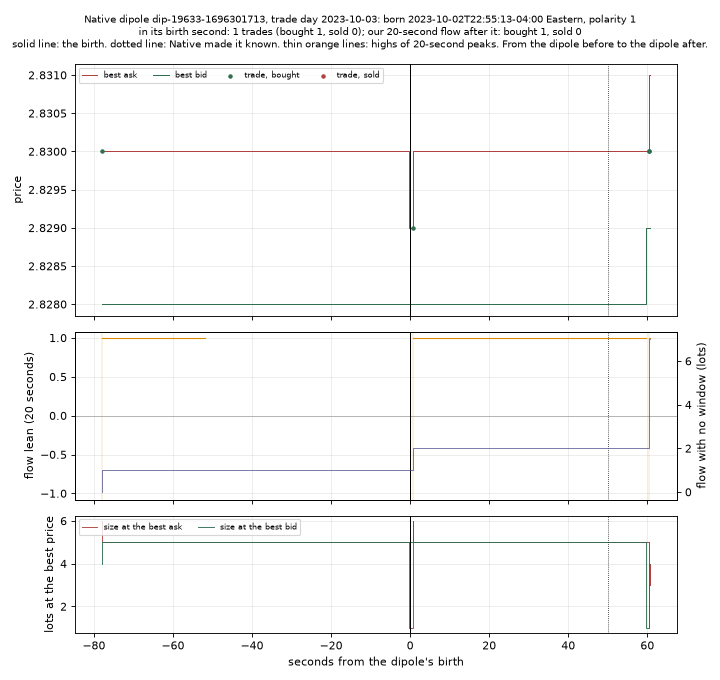 Native dipole dip-19633-1696301713, trade day 2023-10-03: born 2023-10-02T22:55:13-04:00 Eastern, polarity 1
in its birth second: 1 trades (bought 1, sold 0); our 20-second flow after it: bought 1, sold 0
solid line: the birth. dotted line: Native made it known. thin orange lines: highs of 20-second peaks. From the dipole before to the dipole after.
best ask best bid trade, bought trade, sold
2.8310
2.8305
2.8300
2.8295
2.8290
2.8285
2.8280
price
1.0
0.5
0.0
−0.5
−1.0
flow lean (20 seconds)
6
4
2
0
flow with no window (lots)
size at the best ask size at the best bid
6
4
2
lots at the best price
−80 −60 −40 −20 0 20 40 60
seconds from the dipole's birth